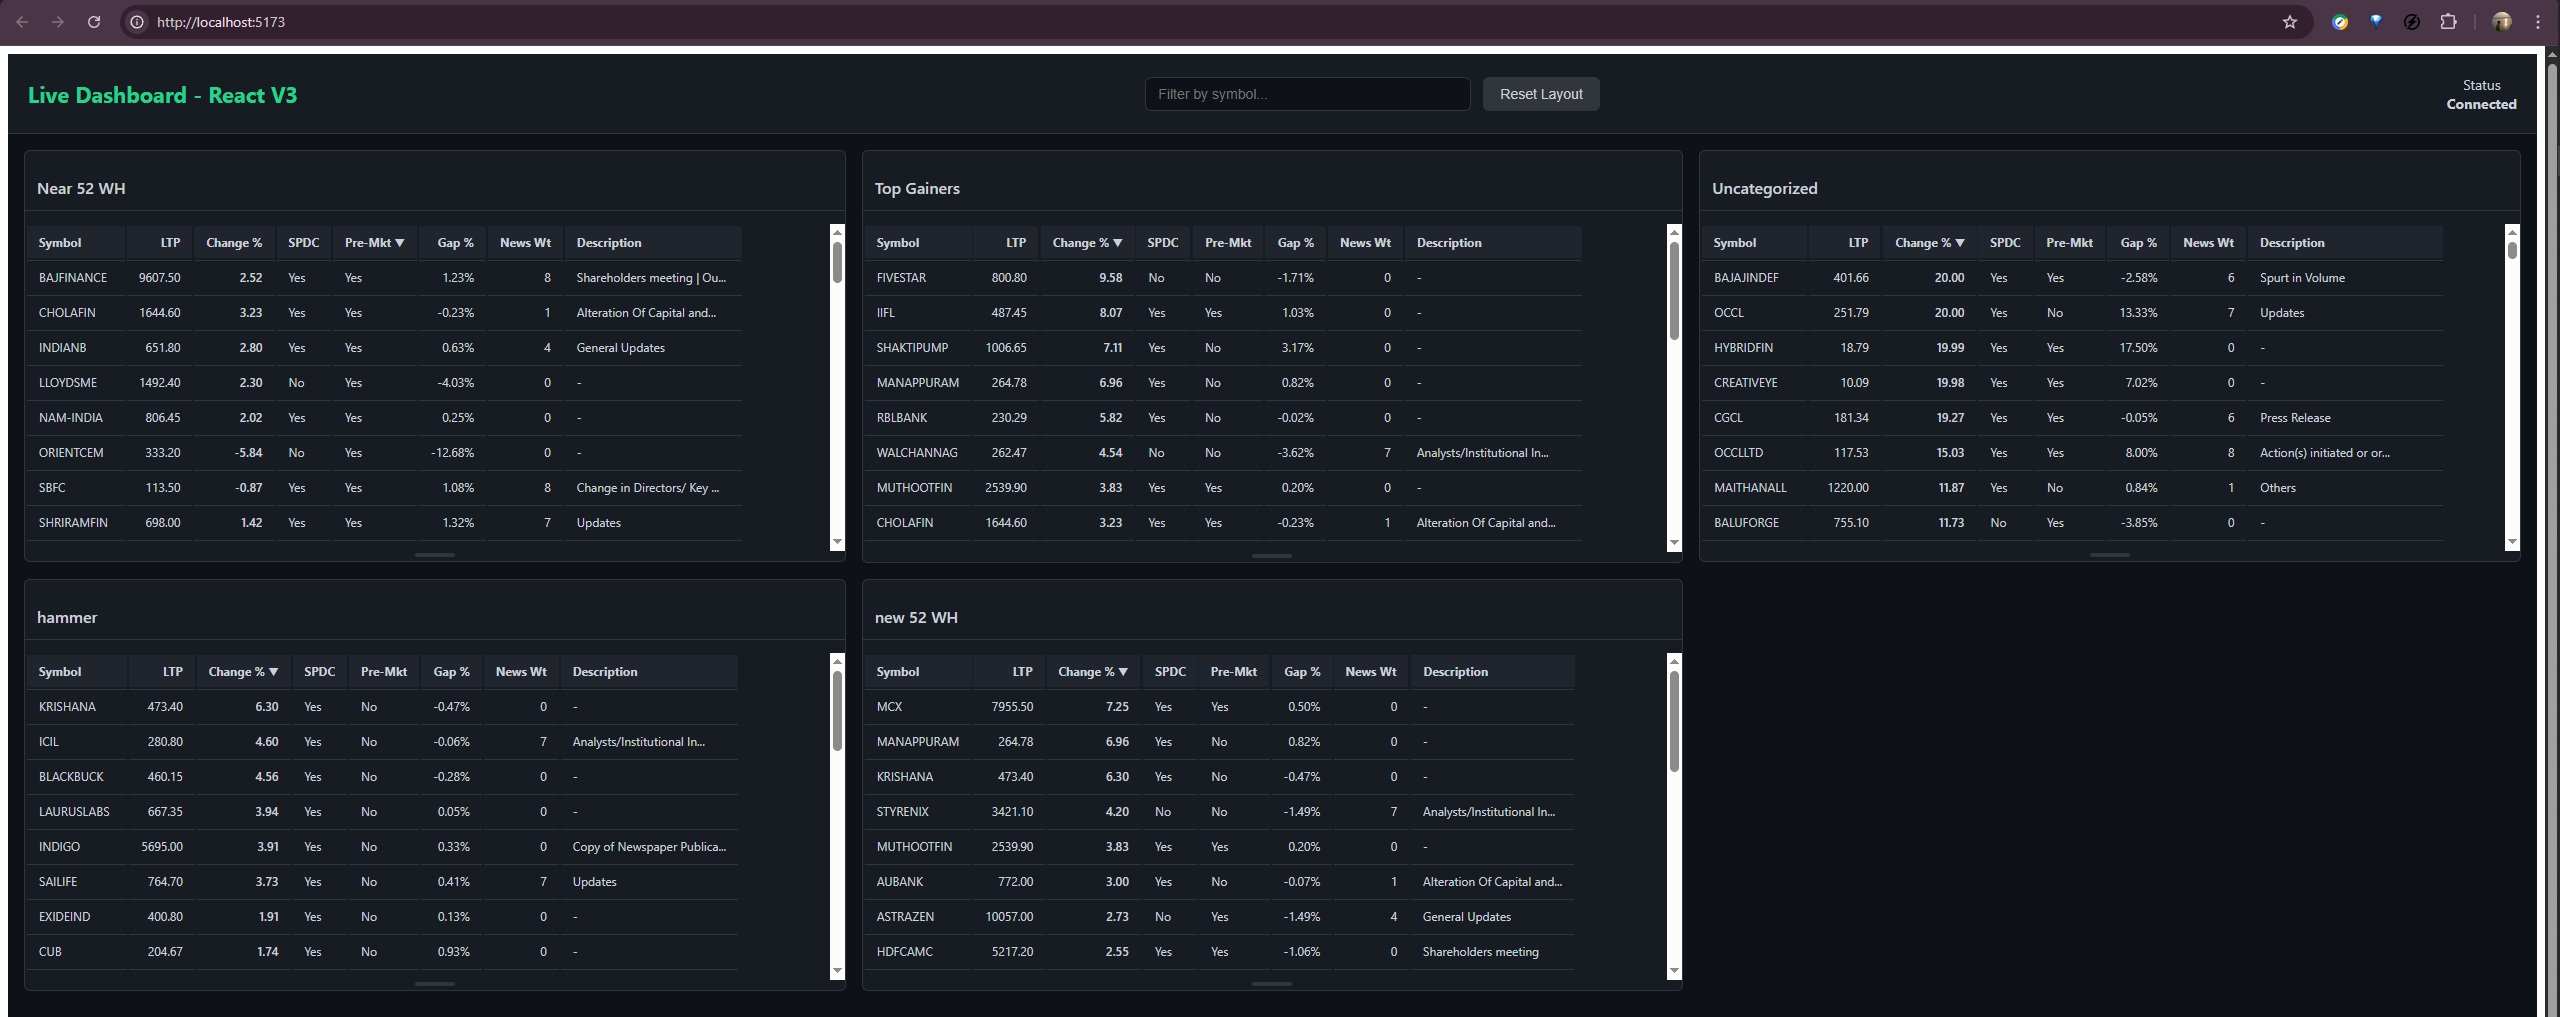 http://localhost:5173
Live Dashboard - React V3
Filter by symbol...
Reset Layout
Status
Connected
Near 52 WH
Symbol LTP Change % SPDC Pre-Mkt ▼ Gap % News Wt Description
BAJFINANCE 9607.50 2.52 Yes Yes 1.23% 8 Shareholders meeting | Ou...
CHOLAFIN 1644.60 3.23 Yes Yes -0.23% 1 Alteration Of Capital and...
INDIANB 651.80 2.80 Yes Yes 0.63% 4 General Updates
LLOYDSME 1492.40 2.30 No Yes -4.03% 0 -
NAM-INDIA 806.45 2.02 Yes Yes 0.25% 0 -
ORIENTCEM 333.20 -5.84 No Yes -12.68% 0 -
SBFC 113.50 -0.87 Yes Yes 1.08% 8 Change in Directors/ Key ...
SHRIRAMFIN 698.00 1.42 Yes Yes 1.32% 7 Updates
Top Gainers
Symbol LTP Change % ▼ SPDC Pre-Mkt Gap % News Wt Description
FIVESTAR 800.80 9.58 No No -1.71% 0 -
IIFL 487.45 8.07 Yes Yes 1.03% 0 -
SHAKTIPUMP 1006.65 7.11 Yes No 3.17% 0 -
MANAPPURAM 264.78 6.96 Yes No 0.82% 0 -
RBLBANK 230.29 5.82 Yes No -0.02% 0 -
WALCHANNAG 262.47 4.54 No No -3.62% 7 Analysts/Institutional In...
MUTHOOTFIN 2539.90 3.83 Yes Yes 0.20% 0 -
CHOLAFIN 1644.60 3.23 Yes Yes -0.23% 1 Alteration Of Capital and...
Uncategorized
Symbol LTP Change % ▼ SPDC Pre-Mkt Gap % News Wt Description
BAJAJINDEF 401.66 20.00 Yes Yes -2.58% 6 Spurt in Volume
OCCL 251.79 20.00 Yes No 13.33% 7 Updates
HYBRIDFIN 18.79 19.99 Yes Yes 17.50% 0 -
CREATIVEYE 10.09 19.98 Yes Yes 7.02% 0 -
CGCL 181.34 19.27 Yes Yes -0.05% 6 Press Release
OCCLLTD 117.53 15.03 Yes Yes 8.00% 8 Action(s) initiated or or...
MAITHANALL 1220.00 11.87 Yes No 0.84% 1 Others
BALUFORGE 755.10 11.73 No Yes -3.85% 0 -
hammer
Symbol LTP Change % ▼ SPDC Pre-Mkt Gap % News Wt Description
KRISHANA 473.40 6.30 Yes No -0.47% 0 -
ICIL 280.80 4.60 Yes No -0.06% 7 Analysts/Institutional In...
BLACKBUCK 460.15 4.56 Yes No -0.28% 0 -
LAURUSLABS 667.35 3.94 Yes No 0.05% 0 -
INDIGO 5695.00 3.91 Yes No 0.33% 0 Copy of Newspaper Publica...
SAILIFE 764.70 3.73 Yes No 0.41% 7 Updates
EXIDEIND 400.80 1.91 Yes No 0.13% 0 -
CUB 204.67 1.74 Yes No 0.93% 0 -
new 52 WH
Symbol LTP Change % ▼ SPDC Pre-Mkt Gap % News Wt Description
MCX 7955.50 7.25 Yes Yes 0.50% 0 -
MANAPPURAM 264.78 6.96 Yes No 0.82% 0 -
KRISHANA 473.40 6.30 Yes No -0.47% 0 -
STYRENIX 3421.10 4.20 No No -1.49% 7 Analysts/Institutional In...
MUTHOOTFIN 2539.90 3.83 Yes Yes 0.20% 0 -
AUBANK 772.00 3.00 Yes No -0.07% 1 Alteration Of Capital and...
ASTRAZEN 10057.00 2.73 No Yes -1.49% 4 General Updates
HDFCAMC 5217.20 2.55 Yes Yes -1.06% 0 Shareholders meeting